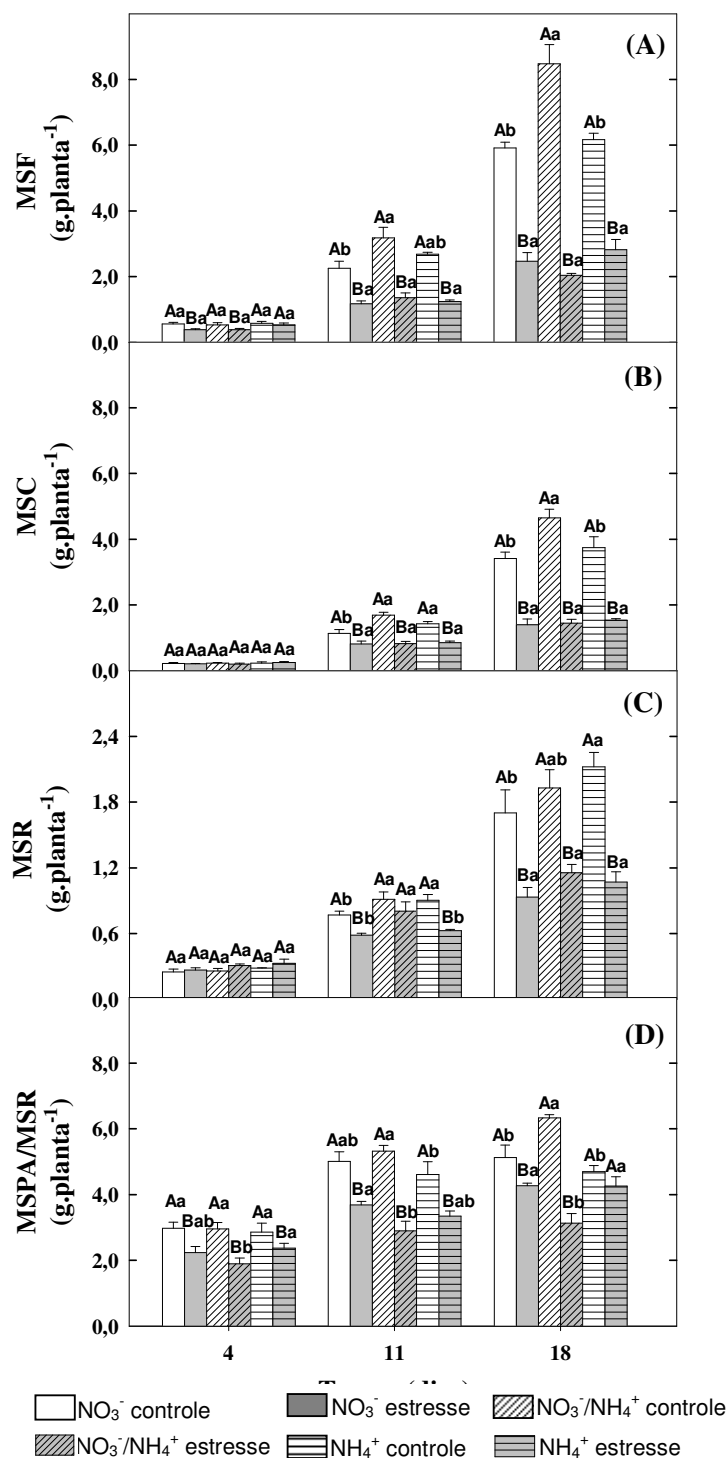 (A)
MSF
(g.planta⁻¹)
8,0
6,0
4,0
2,0
0,0
Aa Ba Aa Ba Aa Aa
Ab Ba Aa Ba Aab Ba
Ab Ba Aa Ba Ab Ba
(B)
MSC
(g.planta⁻¹)
8,0
6,0
4,0
2,0
0,0
Aa Aa Aa Aa Aa Aa
Ab Ba Aa Ba Aa Ba
Ab Ba Aa Ba Ab Ba
(C)
MSR
(g.planta⁻¹)
2,4
1,8
1,2
0,6
0,0
Aa Aa Aa Aa Aa Aa
Ab Bb Aa Aa Aa Bb
Ab Ba Aab Ba Aa Ba
(D)
MSPA/MSR
(g.planta⁻¹)
8,0
6,0
4,0
2,0
0,0
Aa Bab Aa Bb Aa Ba
Aab Ba Aa Bb Ab Bab
Ab Ba Aa Bb Ab Aa
4 11 18
NO₃⁻ controle NO₃⁻ estresse NO₃⁻/NH₄⁺ controle
NO₃⁻/NH₄⁺ estresse NH₄⁺ controle NH₄⁺ estresse